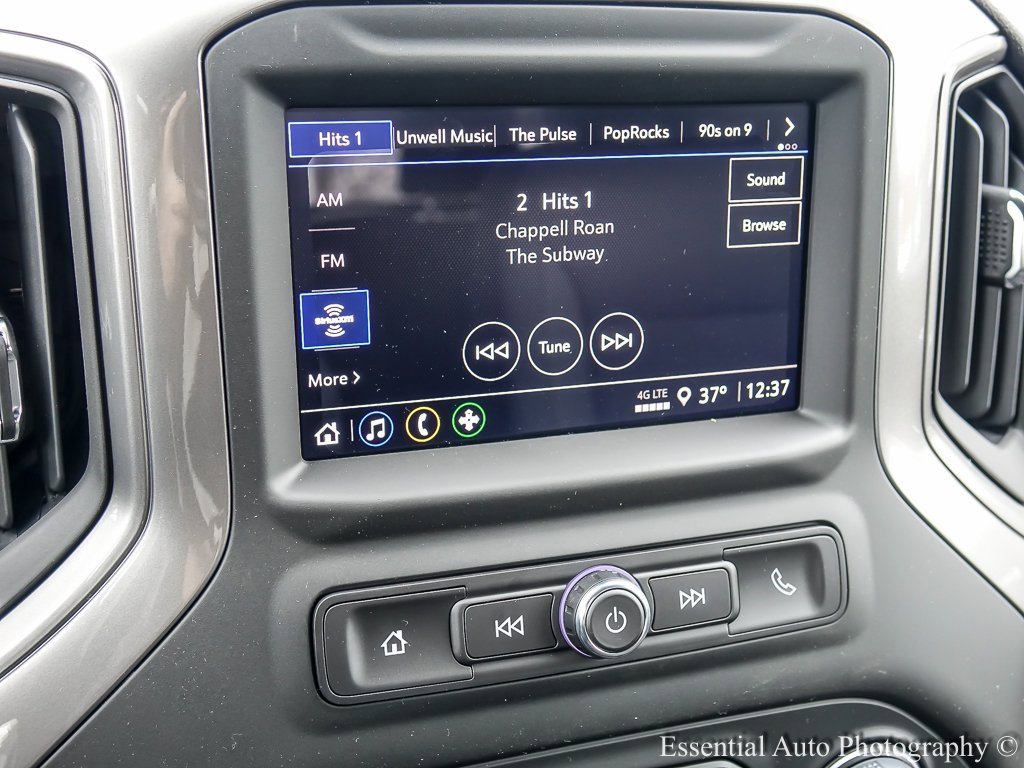 Hits 1 Unwell Music The Pulse PopRocks 90s on 9
AM
FM
SiriusXM
More
2 Hits 1
Chappell Roan
The Subway
Sound
Browse
Tune
4G LTE 37° 12:37
Essential Auto Photography ©